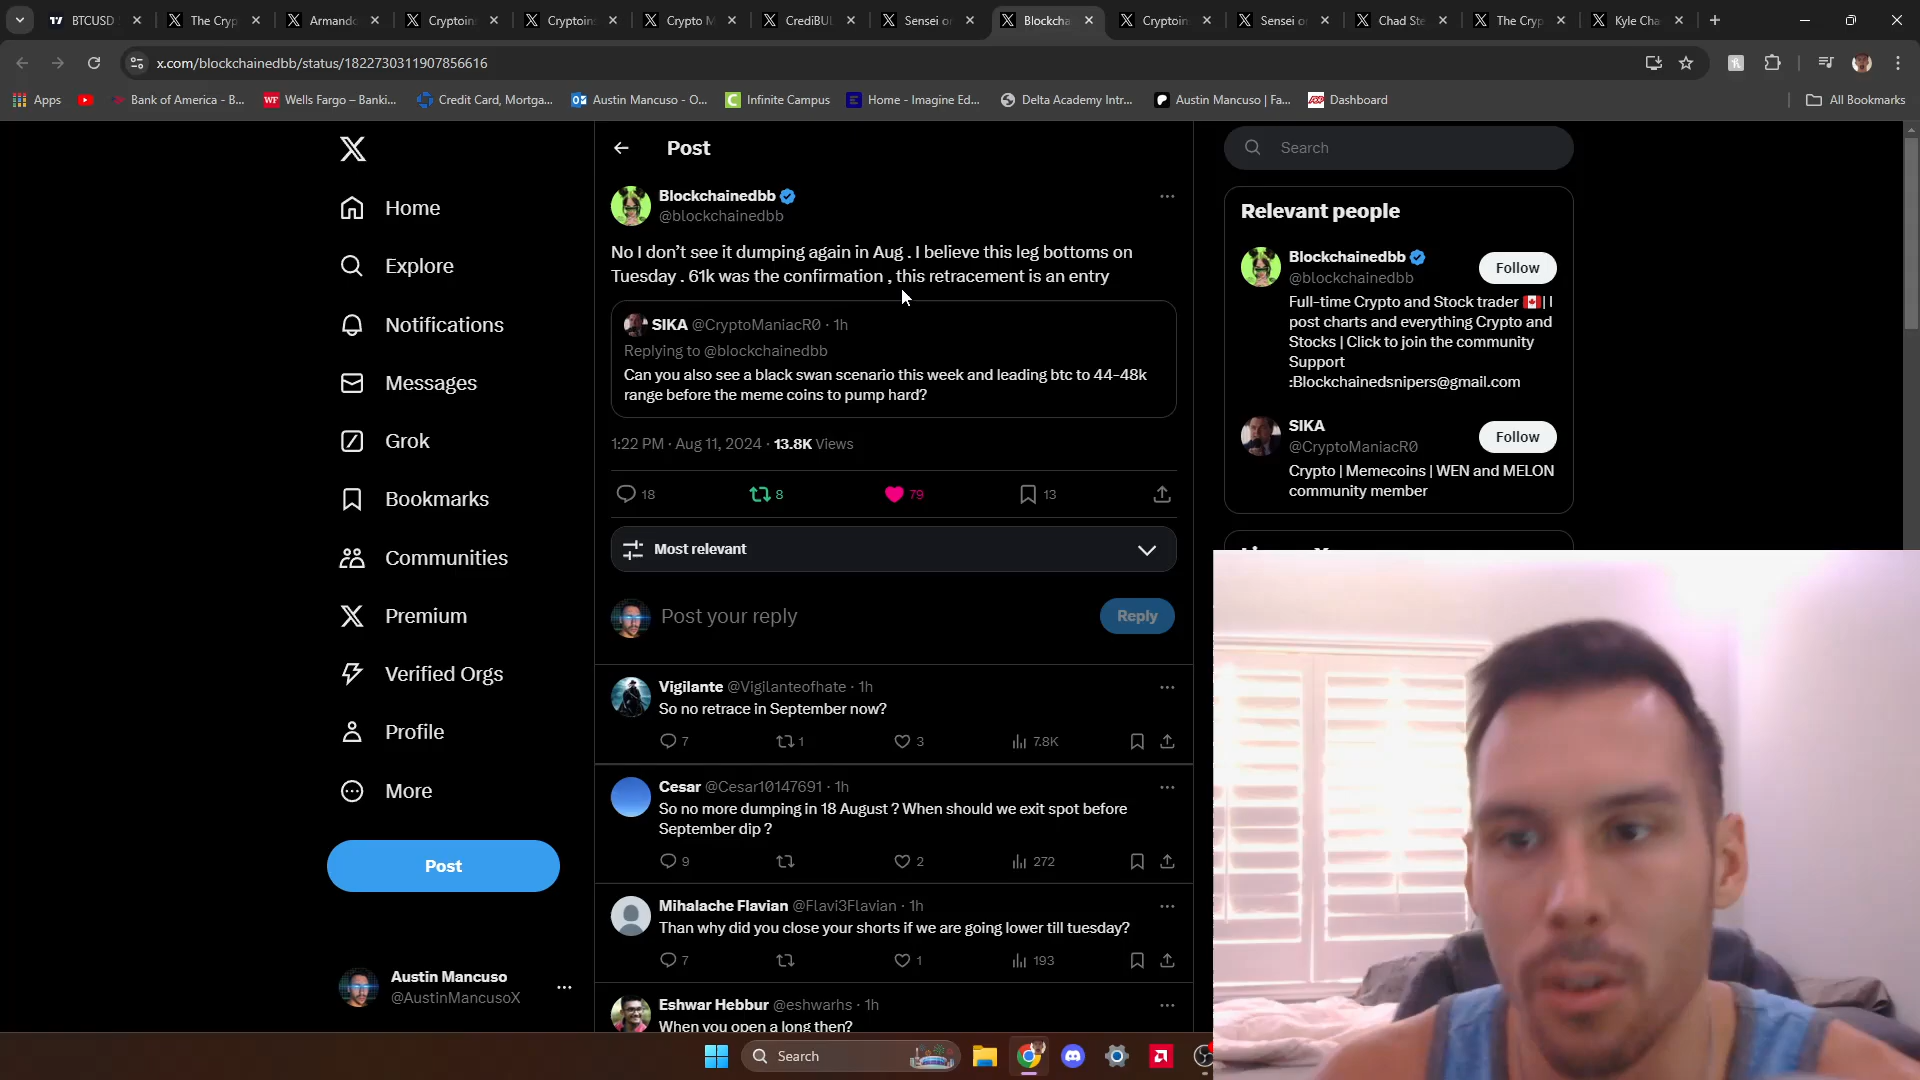 BTCUSD
The Cryp
Armando
Cryptoin
Cryptoin
Crypto M
CrediBUL
Sensei o
Blockcha
Cryptoin
Sensei o
Chad Ste
The Cryp
Kyle Cha
x.com/blockchainedbb/status/1822730311907856616
Apps
Bank of America - B...
Wells Fargo – Banki...
Credit Card, Mortga...
Austin Mancuso - O...
Infinite Campus
Home - Imagine Ed...
Delta Academy Intr...
Austin Mancuso | Fa...
Dashboard
All Bookmarks
Home
Explore
Notifications
Messages
Grok
Bookmarks
Communities
Premium
Verified Orgs
Profile
More
Post
Austin Mancuso
@AustinMancusoX
Post
Blockchainedbb
@blockchainedbb
No I don’t see it dumping again in Aug . I believe this leg bottoms on
Tuesday . 61k was the confirmation , this retracement is an entry
SIKA @CryptoManiacR0 · 1h
Replying to @blockchainedbb
Can you also see a black swan scenario this week and leading btc to 44-48k
range before the meme coins to pump hard?
1:22 PM · Aug 11, 2024 · 13.8K Views
18
8
79
13
Most relevant
Post your reply
Reply
Vigilante @Vigilanteofhate · 1h
So no retrace in September now?
7
1
3
7.8K
Cesar @Cesar10147691 · 1h
So no more dumping in 18 August ? When should we exit spot before
September dip ?
9
2
272
Mihalache Flavian @Flavi3Flavian · 1h
Than why did you close your shorts if we are going lower till tuesday?
7
1
193
Eshwar Hebbur @eshwarhs · 1h
When you open a long then?
Search
Relevant people
Blockchainedbb
@blockchainedbb
Follow
Full-time Crypto and Stock trader | I
post charts and everything Crypto and
Stocks | Click to join the community
Support
:Blockchainedsnipers@gmail.com
SIKA
@CryptoManiacR0
Follow
Crypto | Memecoins | WEN and MELON
community member
Search